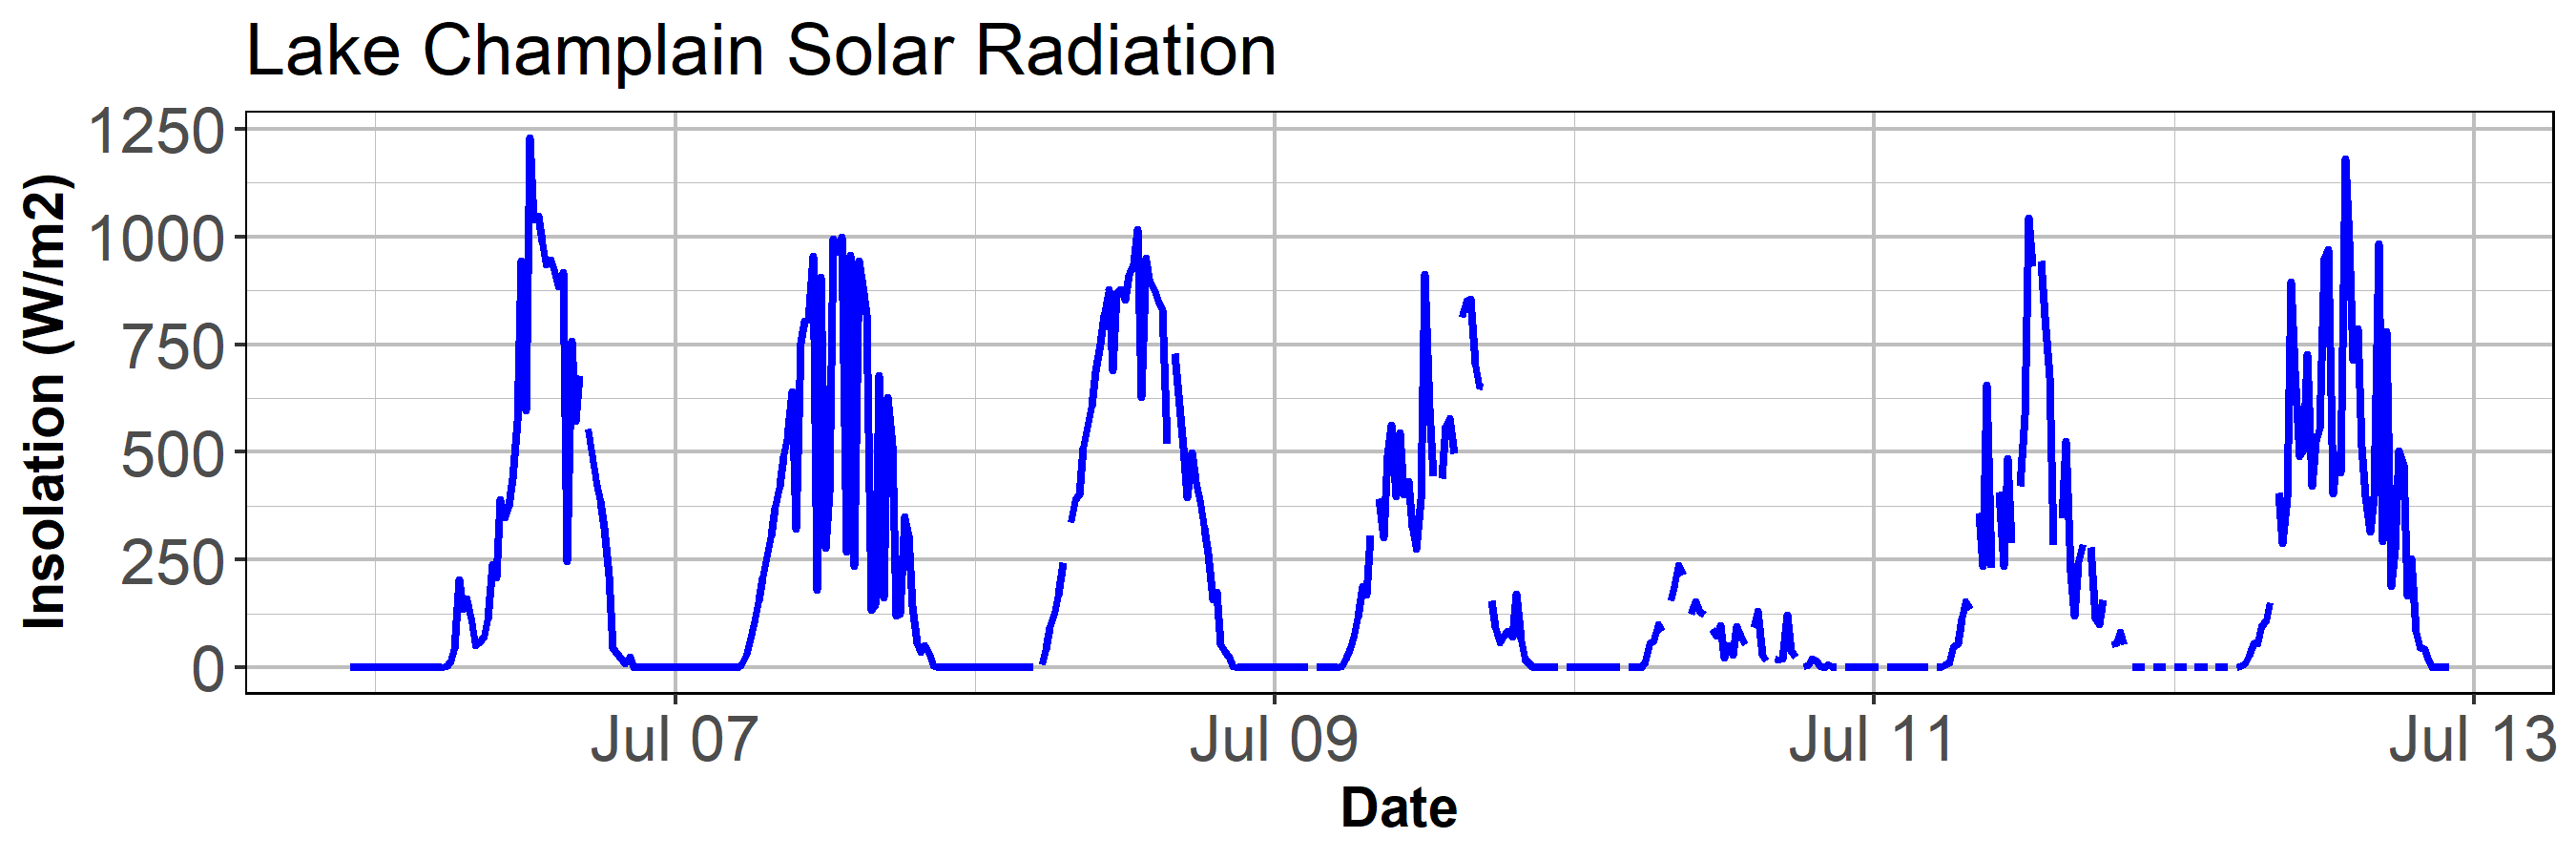 Lake Champlain Solar Radiation
Insolation (W/m2)
1250
1000
750
500
250
0
Jul 07 Jul 09 Jul 11 Jul 13
Date